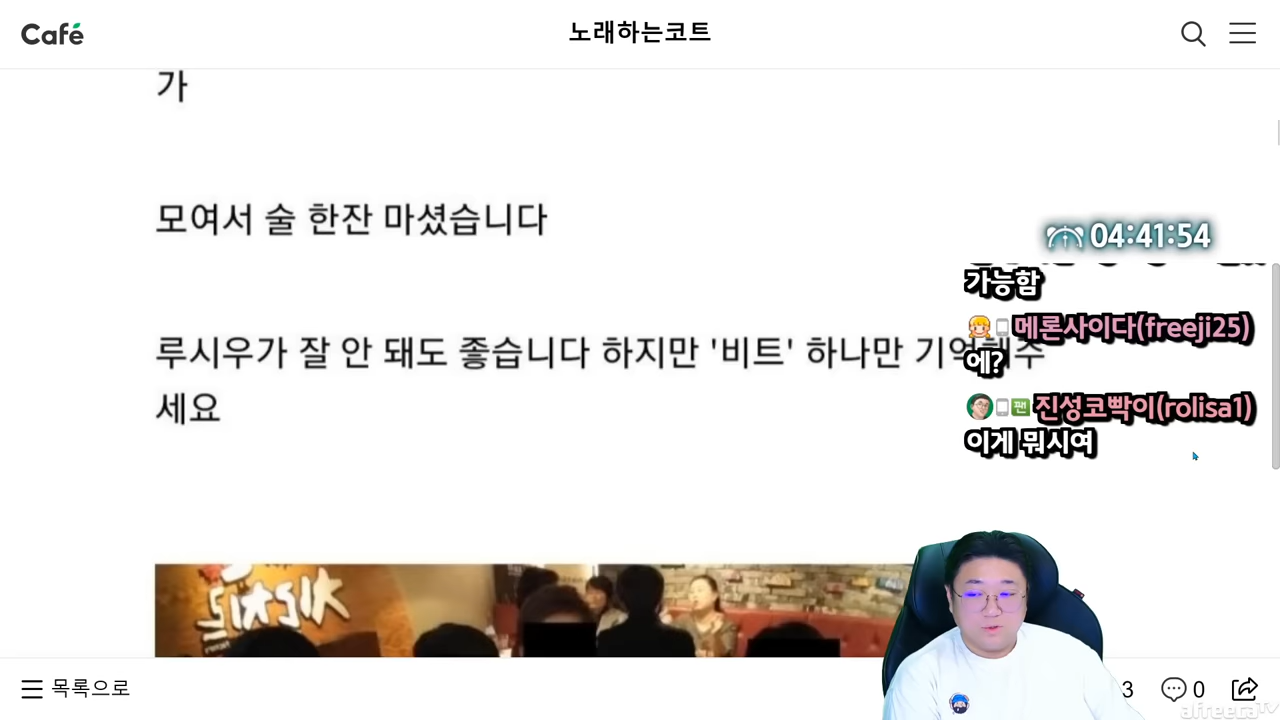 Café
노래하는코트
가
모여서 술 한잔 마셨습니다
루시우가 잘 안 돼도 좋습니다 하지만 '비트' 하나만 기억해주
세요
04:41:54
가능함
메론사이다(freeji25)
에?
팬 진성코빡이(rolisa1)
이게 뭐시여
목록으로
3
0
afreecaTV